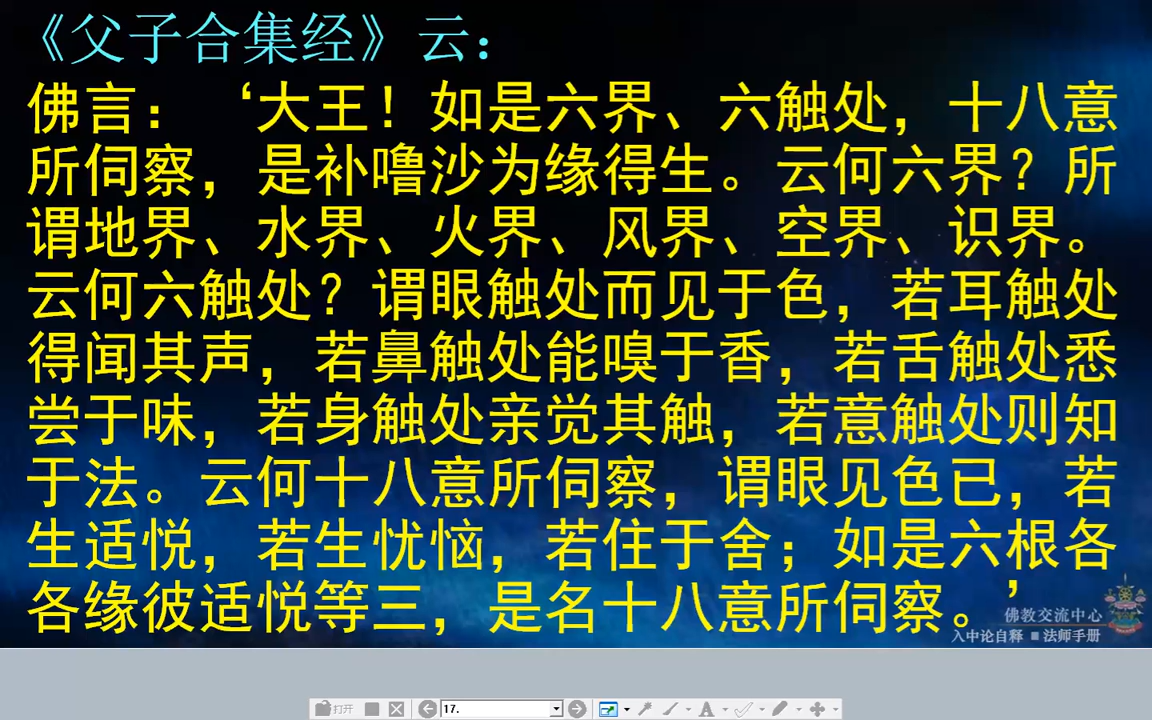 《父子合集经》云：
佛言：‘大王！如是六界、六触处，十八意
所伺察，是补噜沙为缘得生。云何六界？所
谓地界、水界、火界、风界、空界、识界。
云何六触处？谓眼触处而见于色，若耳触处
得闻其声，若鼻触处能嗅于香，若舌触处悉
尝于味，若身触处亲觉其触，若意触处则知
于法。云何十八意所伺察，谓眼见色已，若
生适悦，若生忧恼，若住于舍；如是六根各
各缘彼适悦等三，是名十八意所伺察。’
佛教交流中心
入中论自释 ■ 法师手册
打开
17.
A